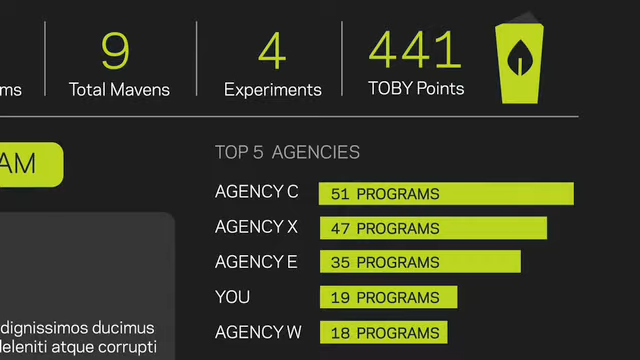 9
4
441
ms
Total Mavens
Experiments
TOBY Points
AM
TOP 5 AGENCIES
AGENCY C
51 PROGRAMS
AGENCY X
47 PROGRAMS
AGENCY E
35 PROGRAMS
YOU
19 PROGRAMS
AGENCY W
18 PROGRAMS
dignissimos ducimus
deleniti atque corrupti